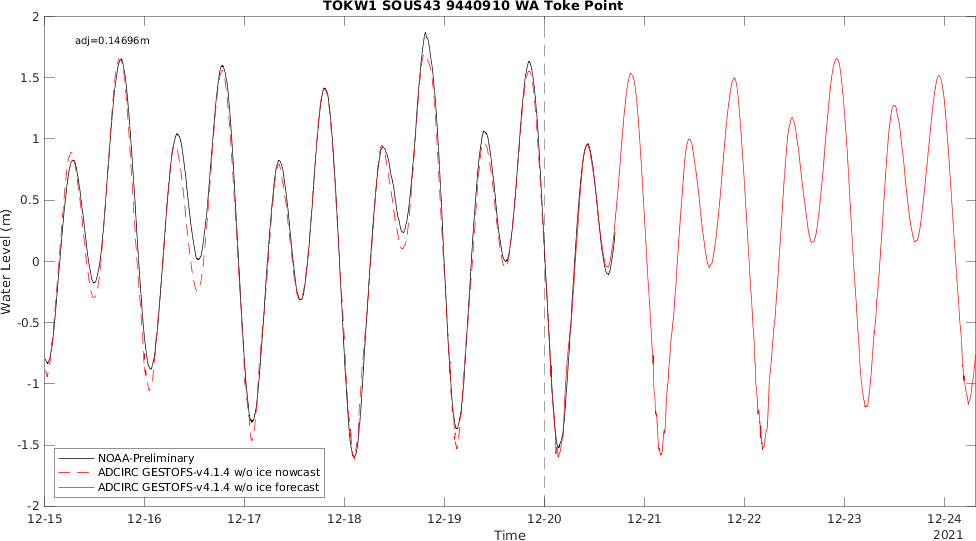 TOKW1 SOUS43 9440910 WA Toke Point
adj=0.14696m
2
1.5
1
0.5
0
-0.5
-1
-1.5
-2
Water Level (m)
NOAA-Preliminary
ADCIRC GESTOFS-v4.1.4 w/o ice nowcast
ADCIRC GESTOFS-v4.1.4 w/o ice forecast
12-15 12-16 12-17 12-18 12-19 12-20 12-21 12-22 12-23 12-24
Time
2021